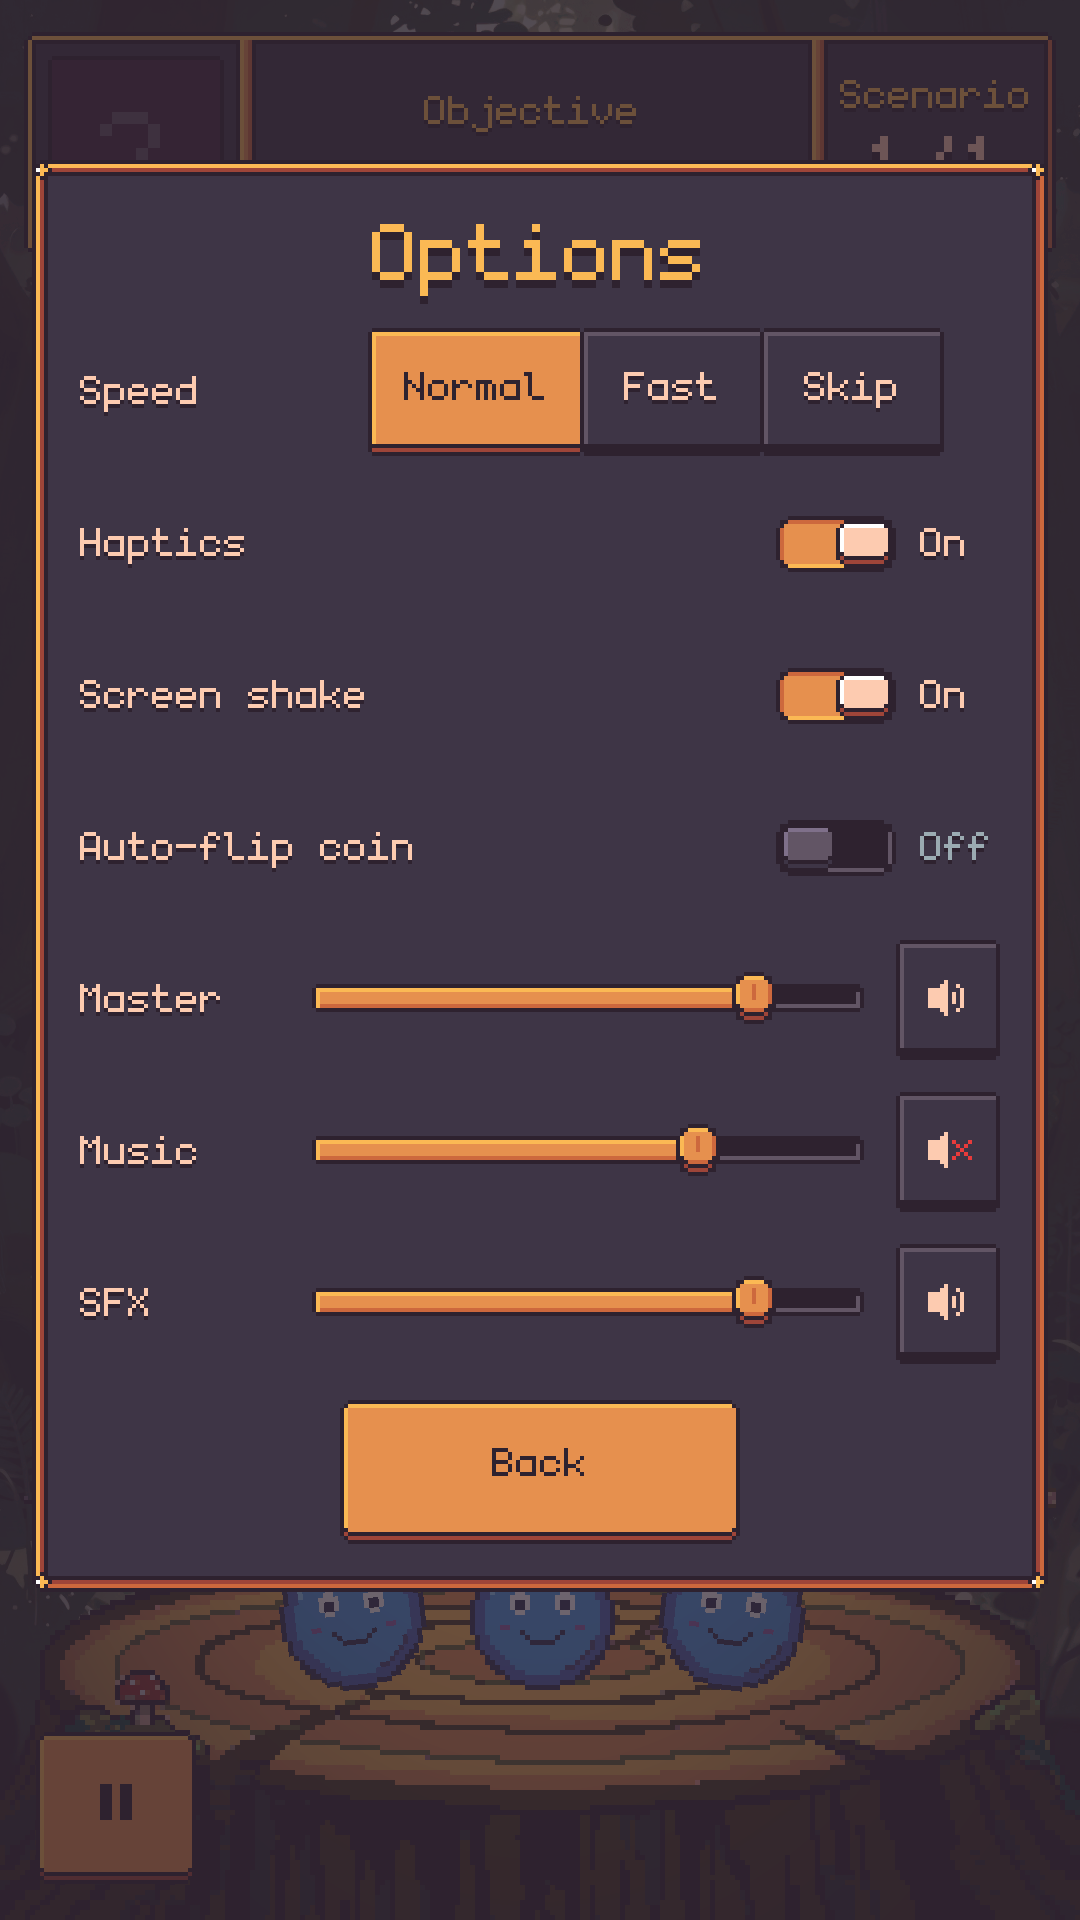 Objective
Scenario
Options
Speed
Normal
Fast
Skip
Haptics
On
Screen shake
On
Auto-flip coin
Off
Master
Music
SFX
Back